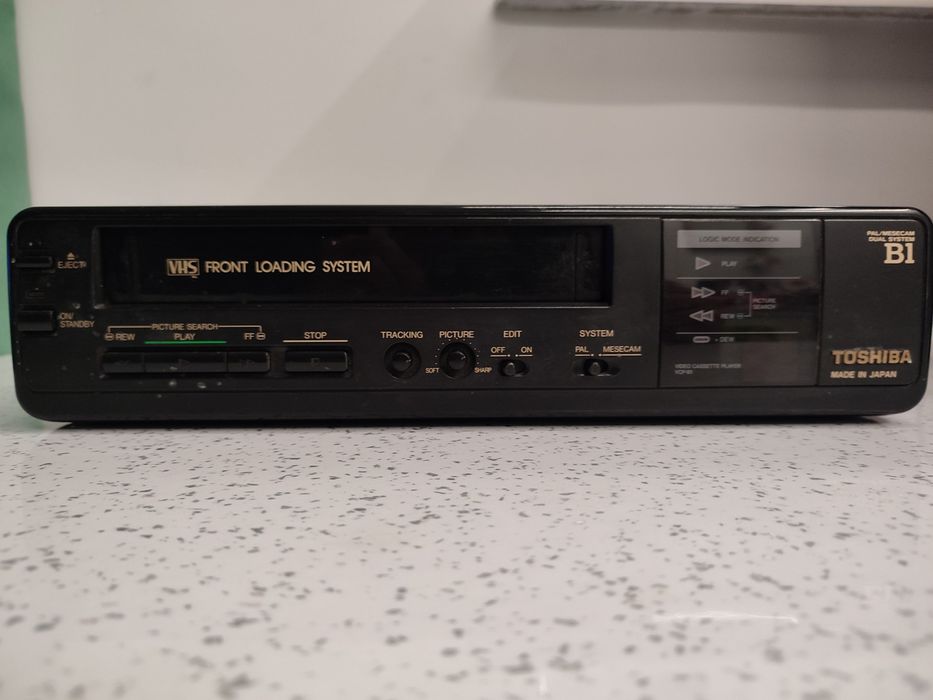 EJECT
ON/
STANDBY
VHS FRONT LOADING SYSTEM
PICTURE SEARCH
REW PLAY FF
STOP
TRACKING
PICTURE
SOFT SHARP
EDIT
OFF ON
SYSTEM
PAL MESECAM
LOGIC MODE INDICATION
PLAY
FF
REW
PICTURE
SEARCH
DEW
VIDEO CASSETTE PLAYER
PAL/MESECAM
DUAL SYSTEM
B1
TOSHIBA
MADE IN JAPAN